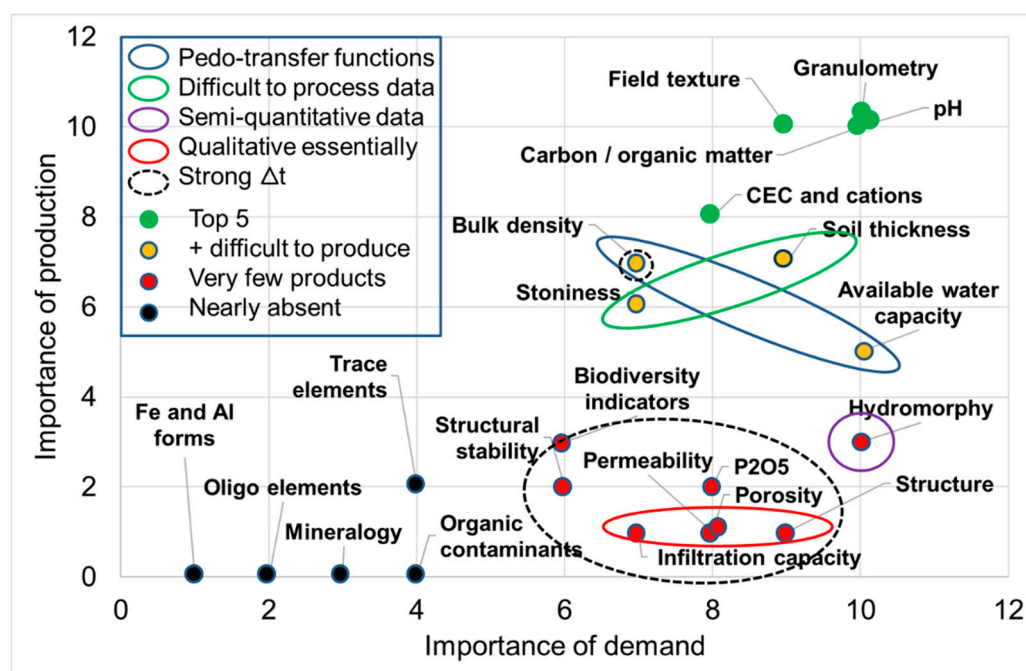 12
10
8
6
4
2
0
Importance of production
Pedo-transfer functions
Difficult to process data
Semi-quantitative data
Qualitative essentially
Strong Δt
Top 5
+ difficult to produce
Very few products
Nearly absent
Field texture
Granulometry
pH
Carbon / organic matter
CEC and cations
Bulk density
Soil thickness
Stoniness
Available water
capacity
Trace
elements
Biodiversity
indicators
Hydromorphy
Fe and Al
forms
Structural
stability
Permeability
P2O5
Porosity
Structure
Oligo elements
Mineralogy
Organic
contaminants
Infiltration capacity
0
2
4
6
8
10
12
Importance of demand